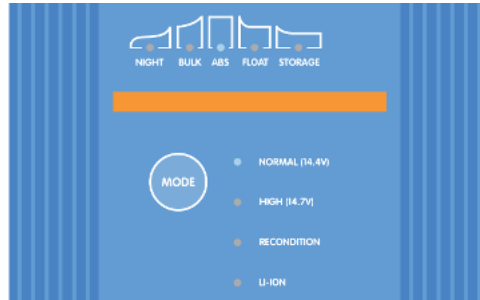 NIGHT BULK ABS FLOAT STORAGE
MODE
NORMAL (14.4V)
HIGH (14.7V)
RECONDITION
LI-ION